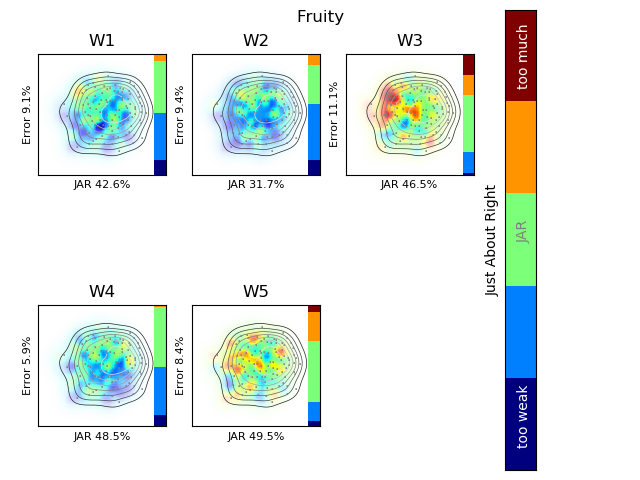 Fruity
W1
Error 9.1%
JAR 42.6%
W2
Error 9.4%
JAR 31.7%
W3
Error 11.1%
JAR 46.5%
W4
Error 5.9%
JAR 48.5%
W5
Error 8.4%
JAR 49.5%
Just About Right
too much
JAR
too weak